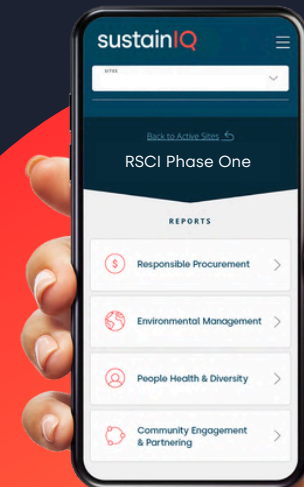 sustainIQ
SITES
Back to Active Sites
RSCI Phase One
REPORTS
Responsible Procurement
Environmental Management
People Health & Diversity
Community Engagement
& Partnering